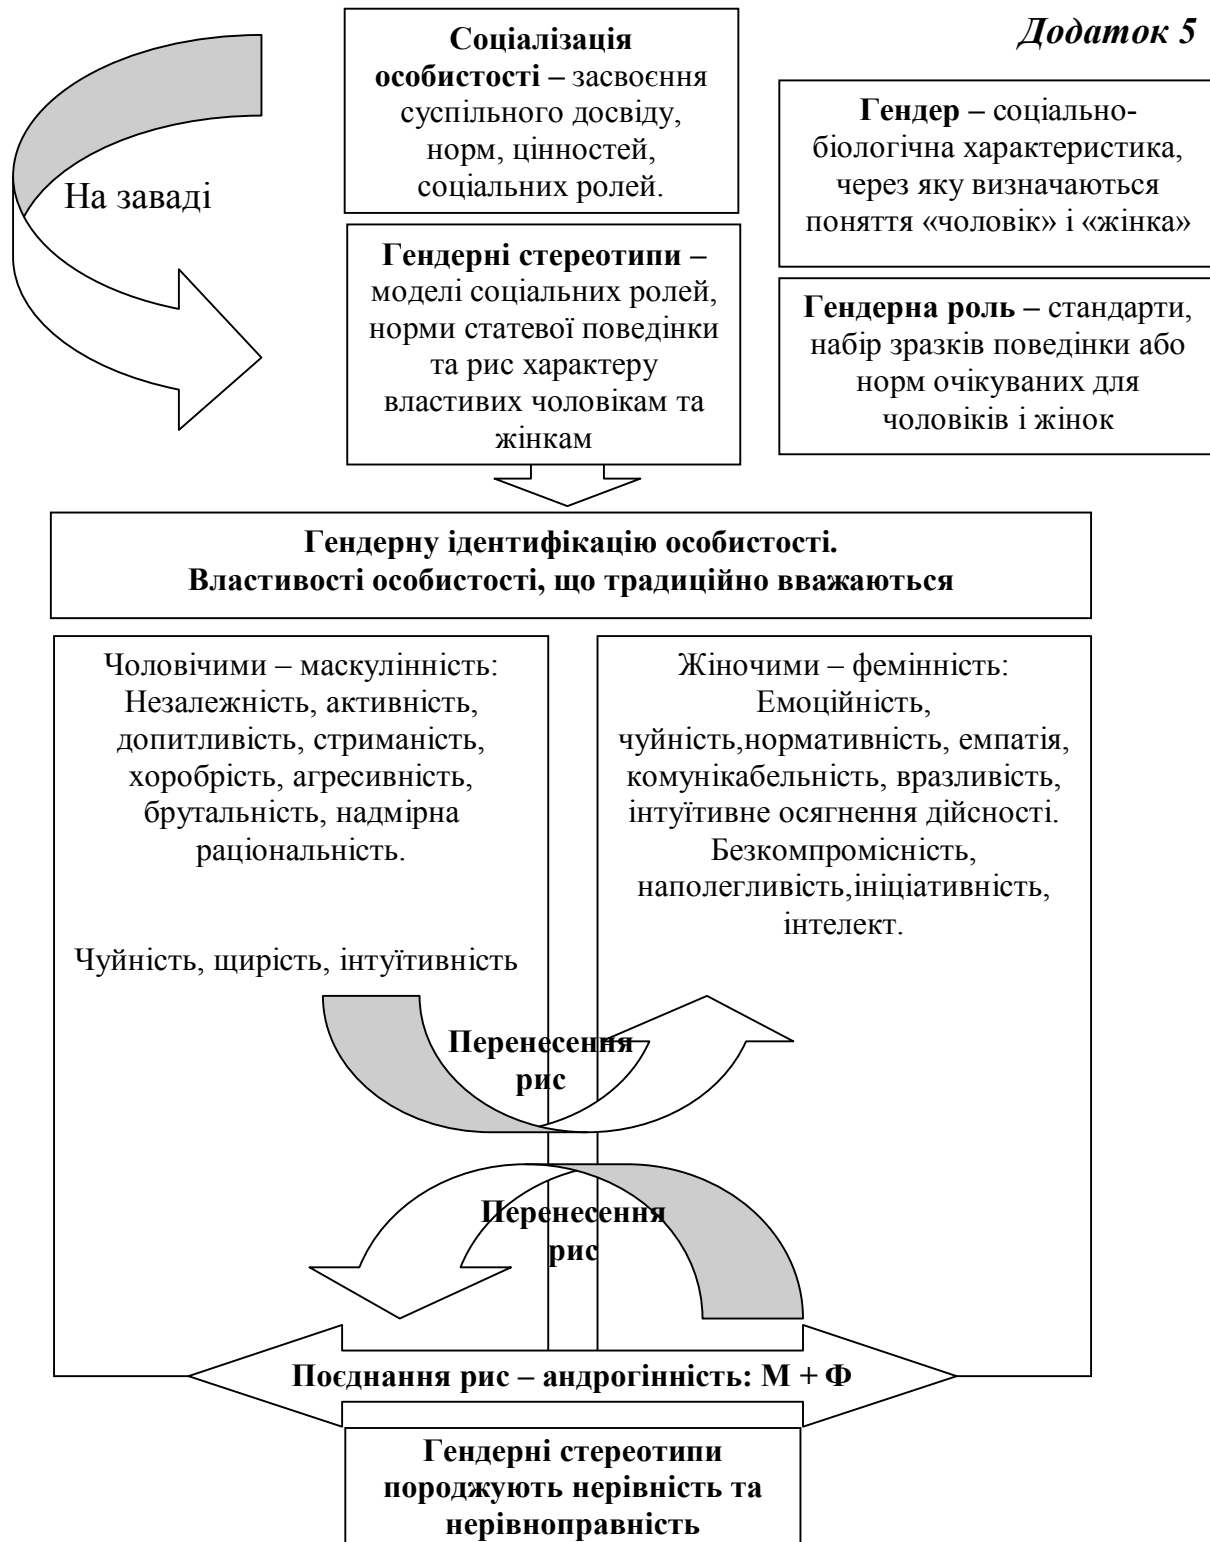 Додаток 5
Соціалізація
особистості – засвоєння
суспільного досвіду,
норм, цінностей,
соціальних ролей.
Гендер – соціально-
біологічна характеристика,
через яку визначаються
поняття «чоловік» і «жінка»
На заваді
Гендерні стереотипи –
моделі соціальних ролей,
норми статевої поведінки
та рис характеру
властивих чоловікам та
жінкам
Гендерна роль – стандарти,
набір зразків поведінки або
норм очікуваних для
чоловіків і жінок
Гендерну ідентифікацію особистості.
Властивості особистості, що традиційно вважаються
Чоловічими – маскулінність:
Незалежність, активність,
допитливість, стриманість,
хоробрість, агресивність,
брутальність, надмірна
раціональність.
Чуйність, щирість, інтуїтивність
Жіночими – фемінність:
Емоційність,
чуйність,нормативність, емпатія,
комунікабельність, вразливість,
інтуїтивне осягнення дійсності.
Безкомпромісність,
наполегливість,ініціативність,
інтелект.
Перенесення
рис
Перенесення
рис
Поєднання рис – андрогінність: М + Ф
Гендерні стереотипи
породжують нерівність та
нерівноправність